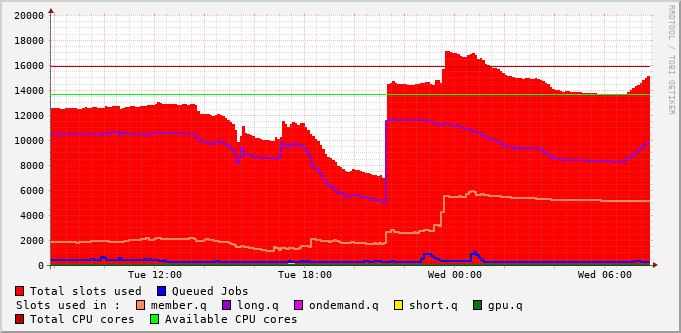 20000
18000
16000
14000
12000
10000
8000
6000
4000
2000
0
Tue 12:00 Tue 18:00 Wed 00:00 Wed 06:00
RRDTOOL / TOBI OETIKER
Total slots used Queued Jobs
Slots used in : member.q long.q ondemand.q short.q gpu.q
Total CPU cores Available CPU cores